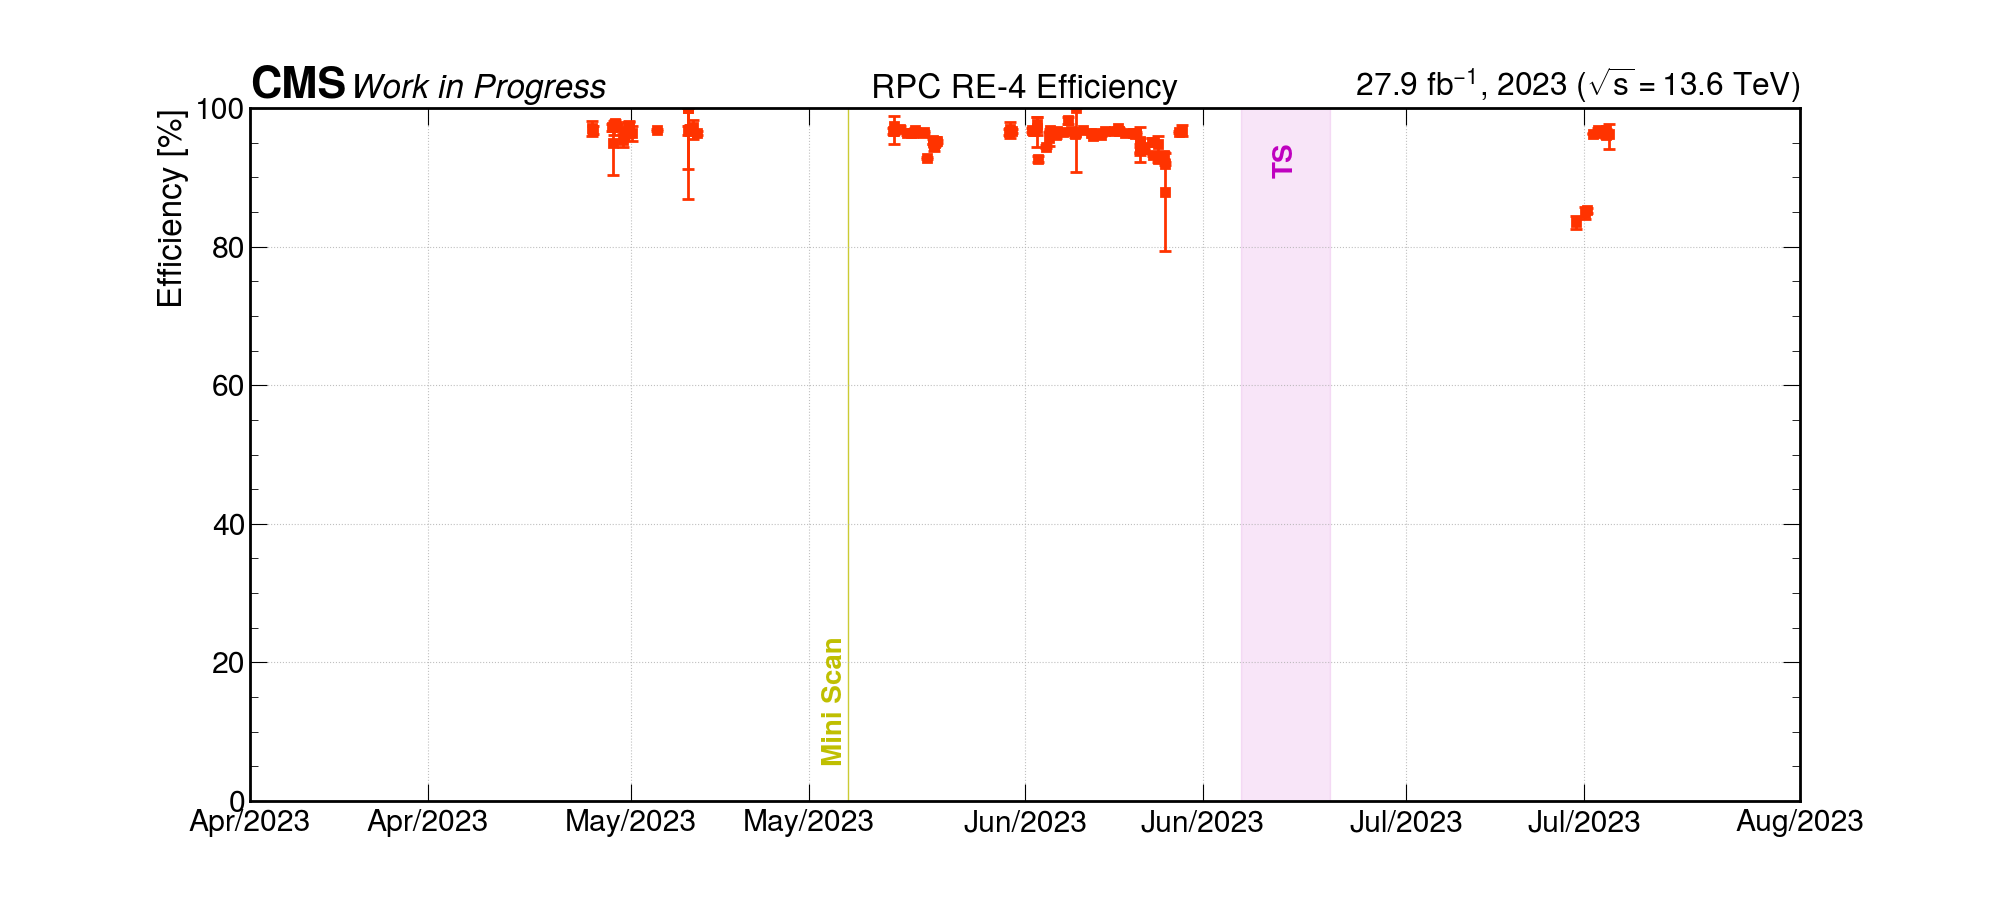 CMS Work in Progress RPC RE-4 Efficiency 27.9 fb⁻¹, 2023 (√s = 13.6 TeV)
Efficiency [%]
100
80
60
40
20
0
TS
Mini Scan
Apr/2023 Apr/2023 May/2023 May/2023 Jun/2023 Jun/2023 Jul/2023 Jul/2023 Aug/2023